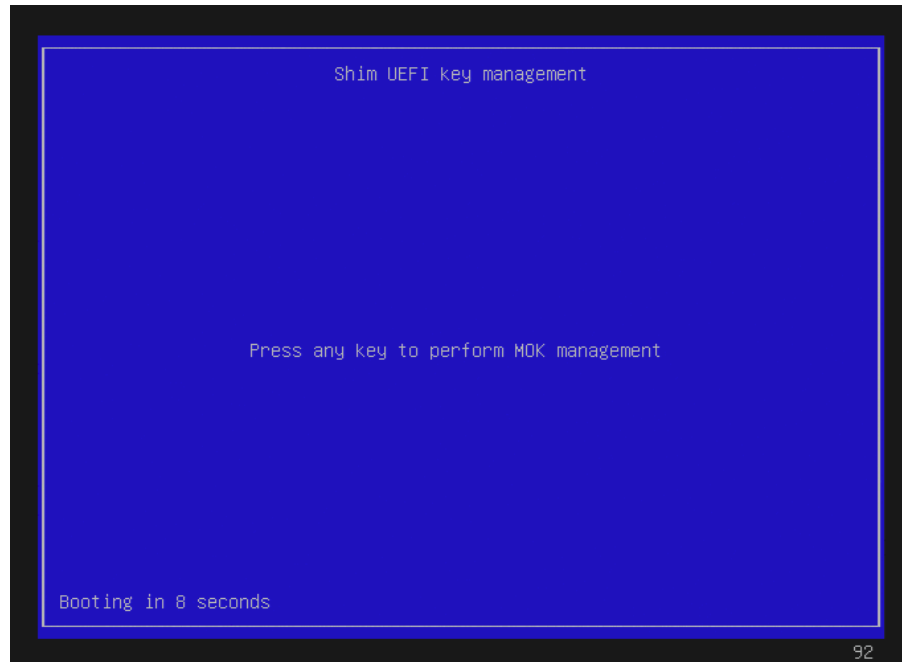 Shim UEFI key management
Press any key to perform MOK management
Booting in 8 seconds
92